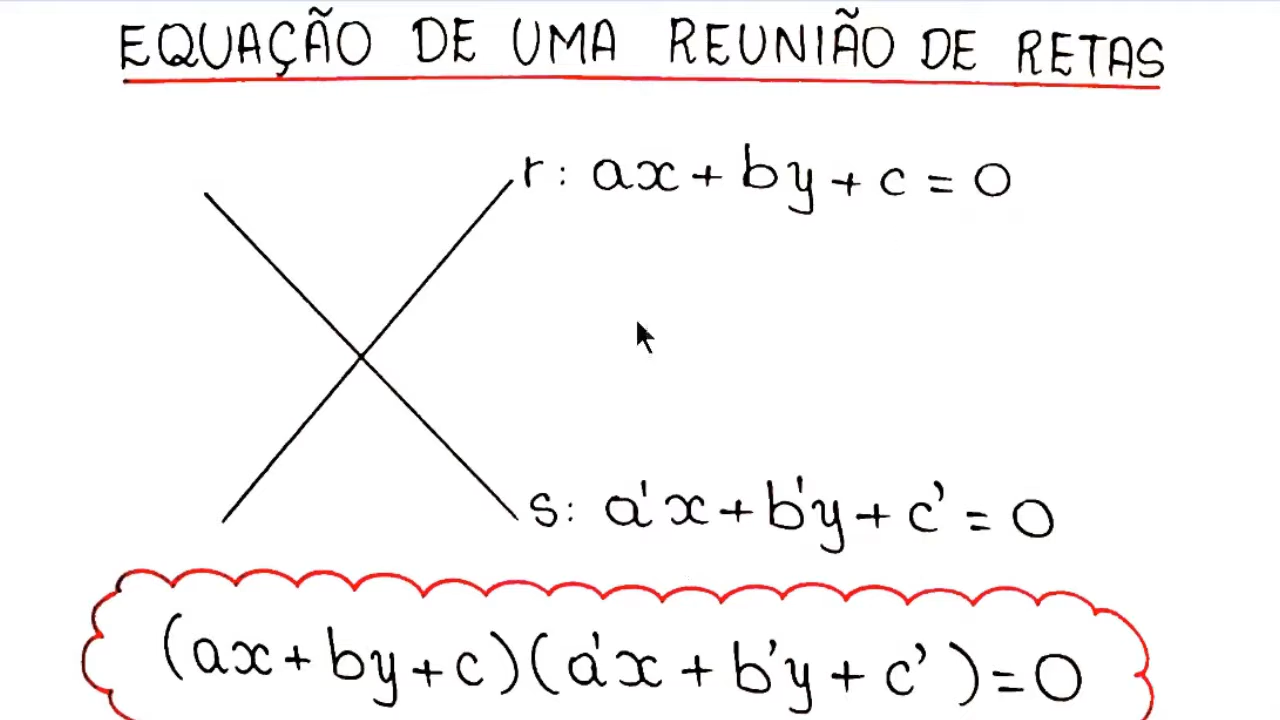 EQUAÇÃO DE UMA REUNIÃO DE RETAS
r: ax + by + c = 0
s: a'x + b'y + c' = 0
(ax + by + c)(a'x + b'y + c') = 0